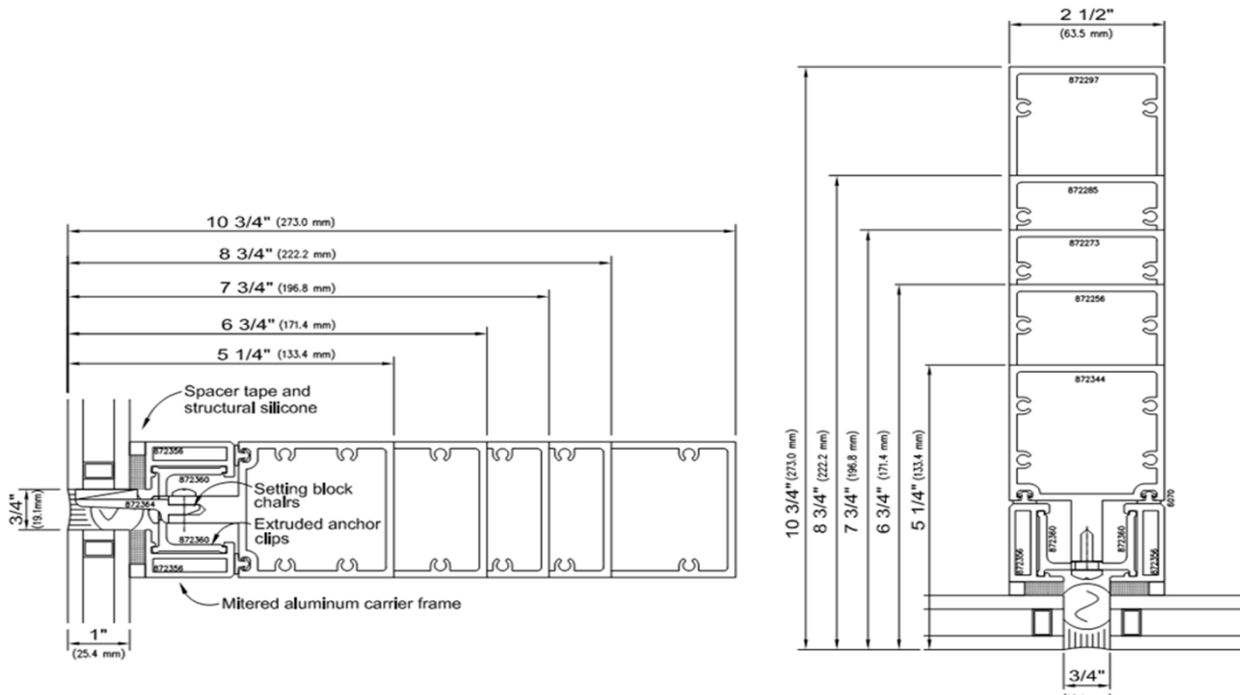 10 3/4" (273.0 mm)
8 3/4" (222.2 mm)
7 3/4" (196.8 mm)
6 3/4" (171.4 mm)
5 1/4" (133.4 mm)
Spacer tape and
structural silicone
872356
872360
Setting block
chairs
872364
Extruded anchor
clips
872360
872356
Mitered aluminum carrier frame
3/4"
(19.1mm)
1"
(25.4 mm)
2 1/2"
(63.5 mm)
872297
872285
872273
872256
872344
10 3/4" (273.0 mm)
8 3/4" (222.2 mm)
7 3/4" (196.8 mm)
6 3/4" (171.4 mm)
5 1/4" (133.4 mm)
6070
872356
872360
872360
872356
3/4"